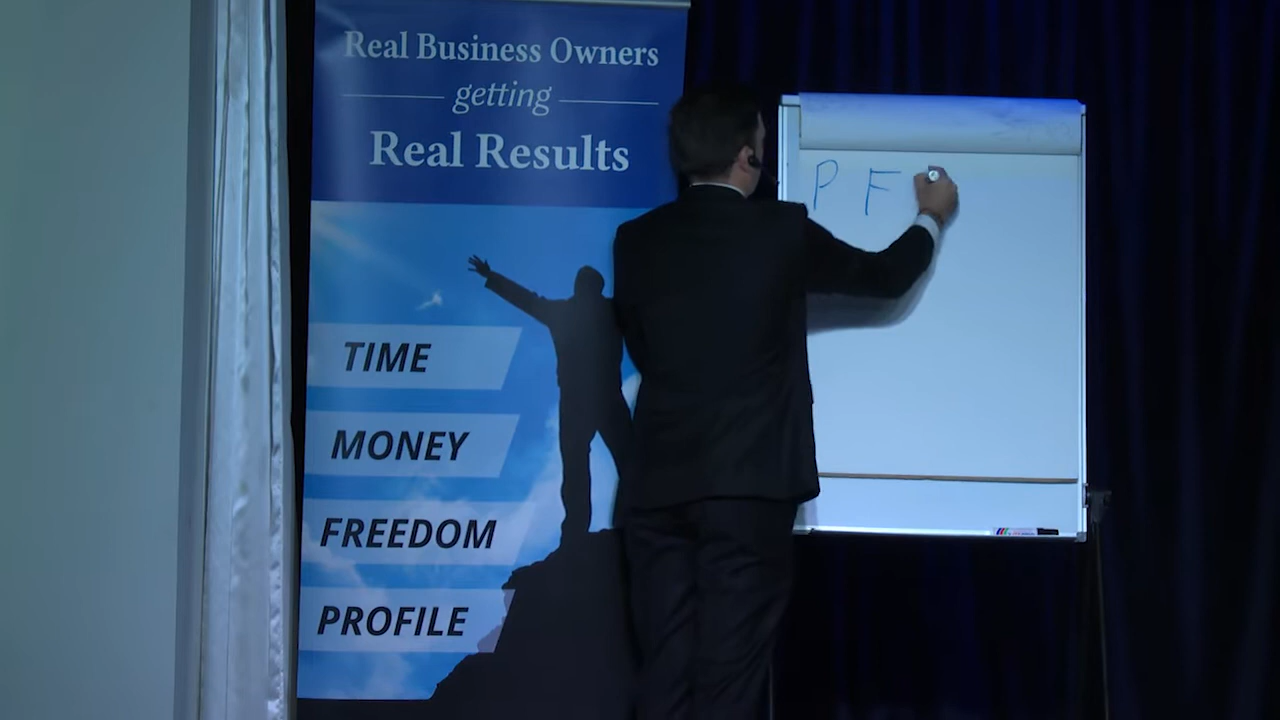 Real Business Owners
getting
Real Results
TIME
MONEY
FREEDOM
PROFILE
P F